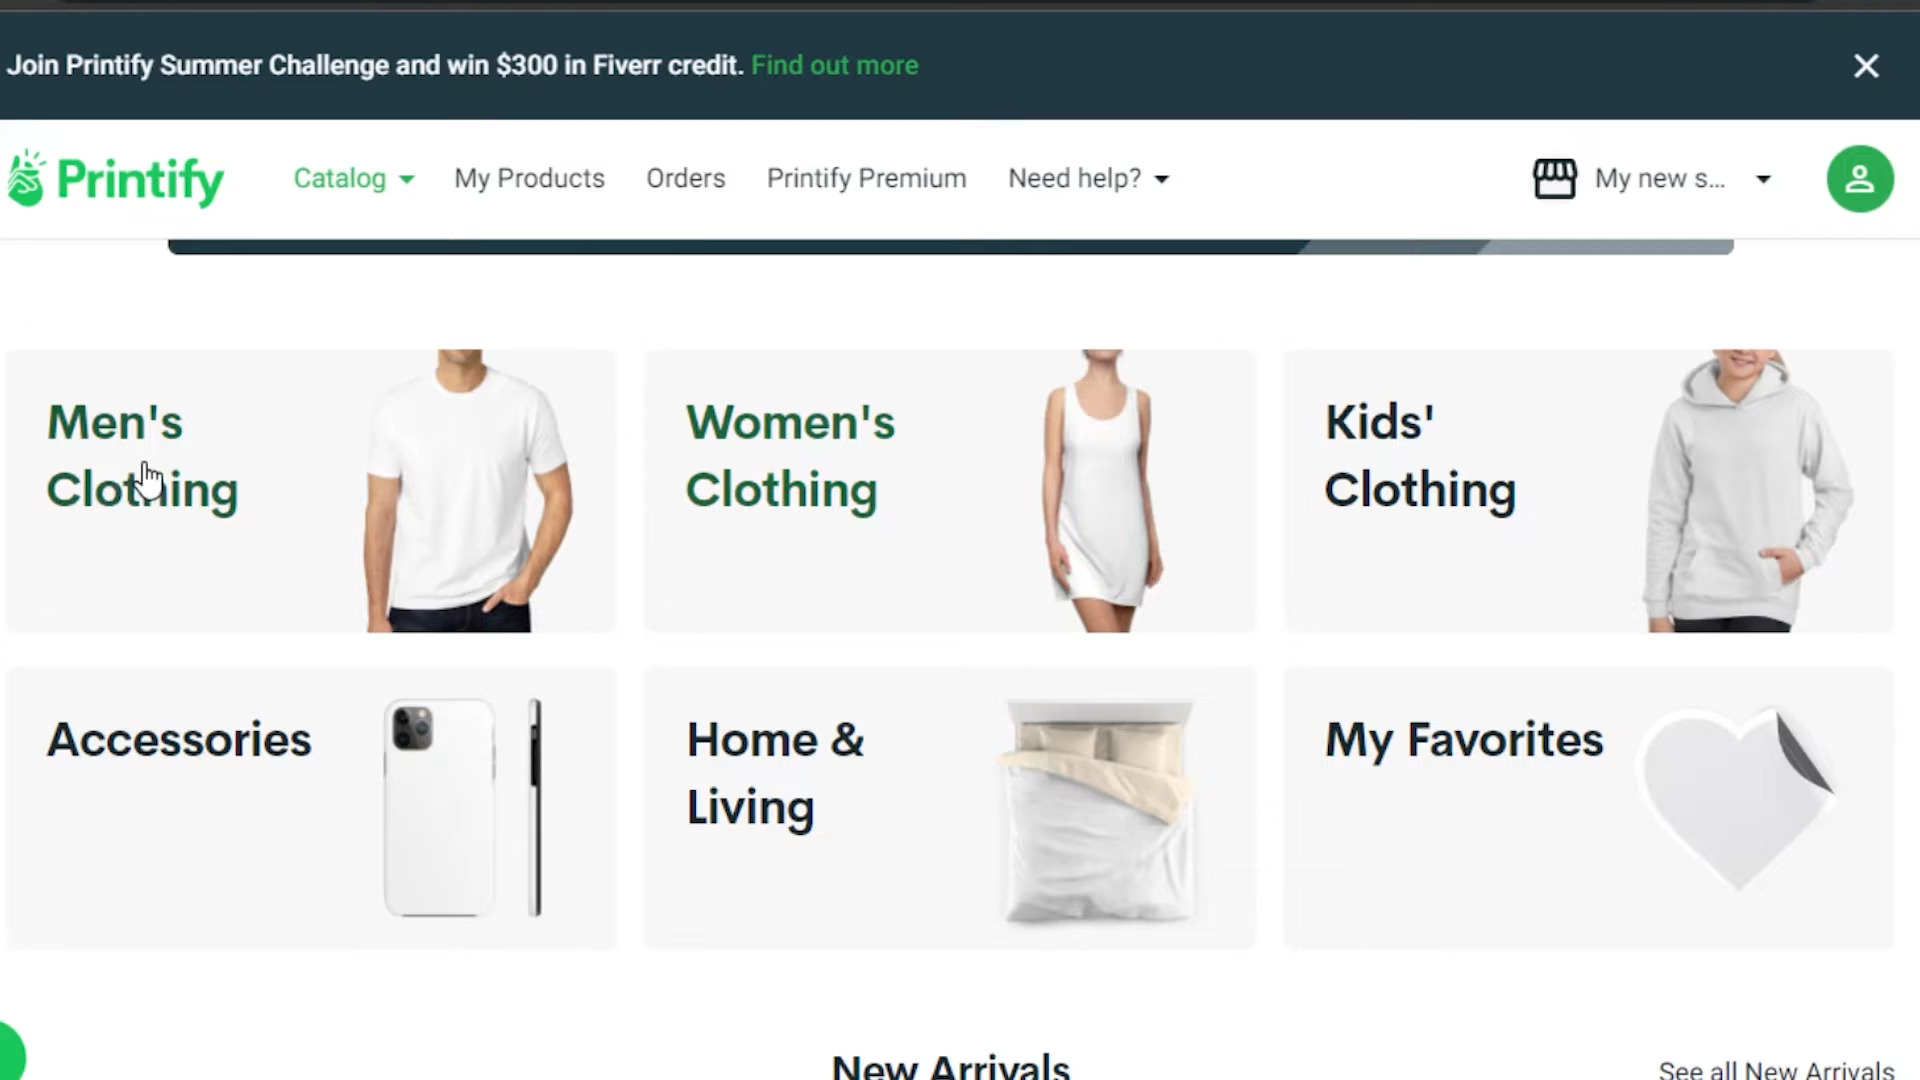 Join Printify Summer Challenge and win $300 in Fiverr credit. Find out more
Printify Catalog My Products Orders Printify Premium Need help? My new s...
Men's
Clothing
Women's
Clothing
Kids'
Clothing
Accessories
Home &
Living
My Favorites
New Arrivals
See all New Arrivals